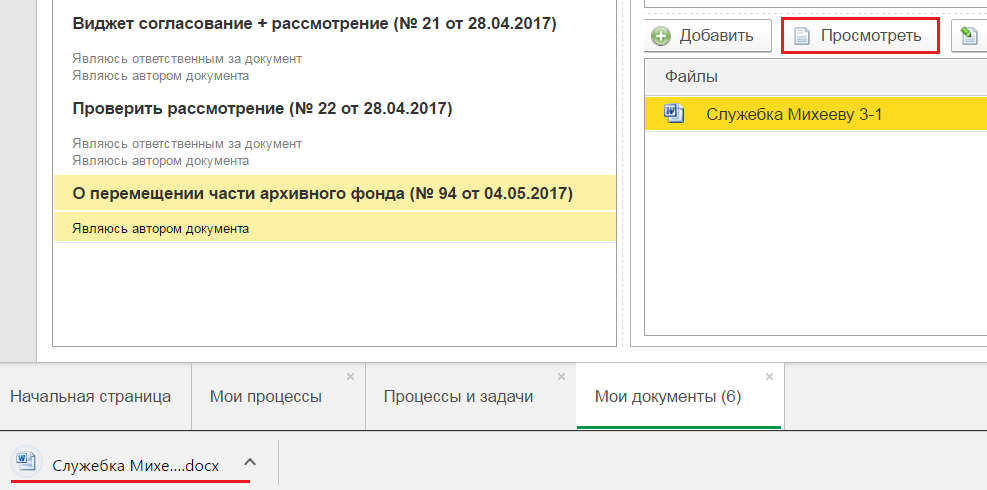 Виджет согласование + рассмотрение (№ 21 от 28.04.2017)
Являюсь ответственным за документ
Являюсь автором документа
Проверить рассмотрение (№ 22 от 28.04.2017)
Являюсь ответственным за документ
Являюсь автором документа
О перемещении части архивного фонда (№ 94 от 04.05.2017)
Являюсь автором документа
Добавить
Просмотреть
Файлы
Служебка Михееву 3-1
Начальная страница
Мои процессы
Процессы и задачи
Мои документы (6)
Служебка Михе....docx